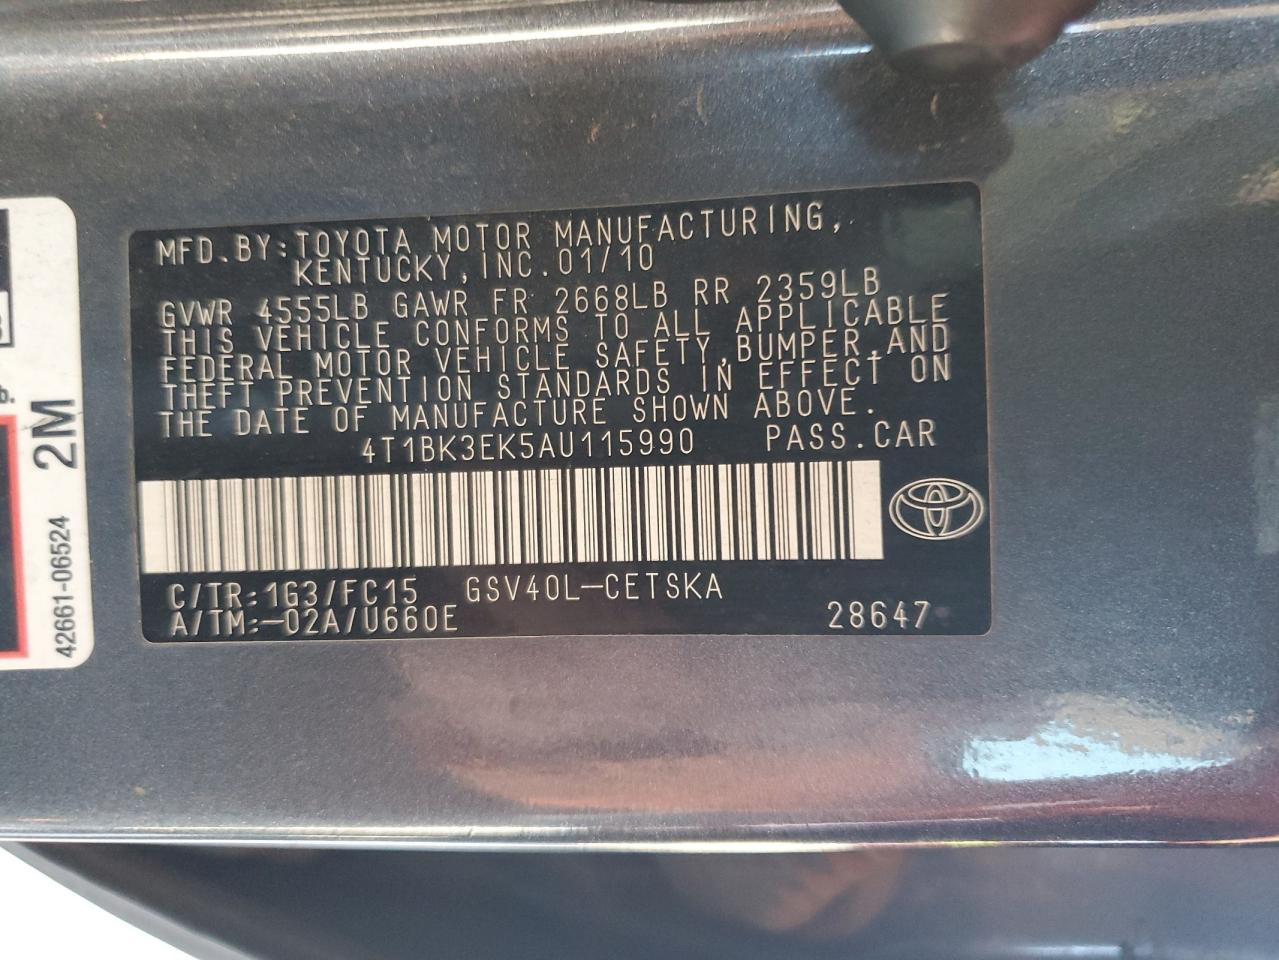 MFD.BY:TOYOTA MOTOR MANUFACTURING,
KENTUCKY,INC.01/10
GVWR 4555LB GAWR FR 2668LB RR 2359LB
THIS VEHICLE CONFORMS TO ALL APPLICABLE
FEDERAL MOTOR VEHICLE SAFETY,BUMPER,AND
THEFT PREVENTION STANDARDS IN EFFECT ON
THE DATE OF MANUFACTURE SHOWN ABOVE.
4T1BK3EK5AU115990 PASS.CAR
C/TR:1G3/FC15 GSV40L-CETSKA
A/TM:-02A/U660E 28647
2M
42661-06524